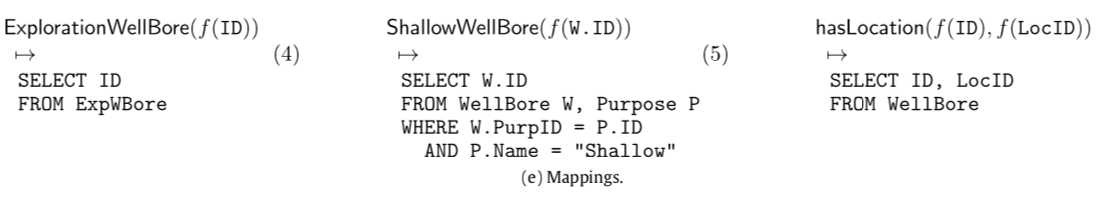 ExplorationWellBore(f(ID))
↦ (4)
SELECT ID
FROM ExpWBore
ShallowWellBore(f(W.ID))
↦ (5)
SELECT W.ID
FROM WellBore W, Purpose P
WHERE W.PurpID = P.ID
AND P.Name = "Shallow"
hasLocation(f(ID), f(LocID))
↦
SELECT ID, LocID
FROM WellBore
(e) Mappings.